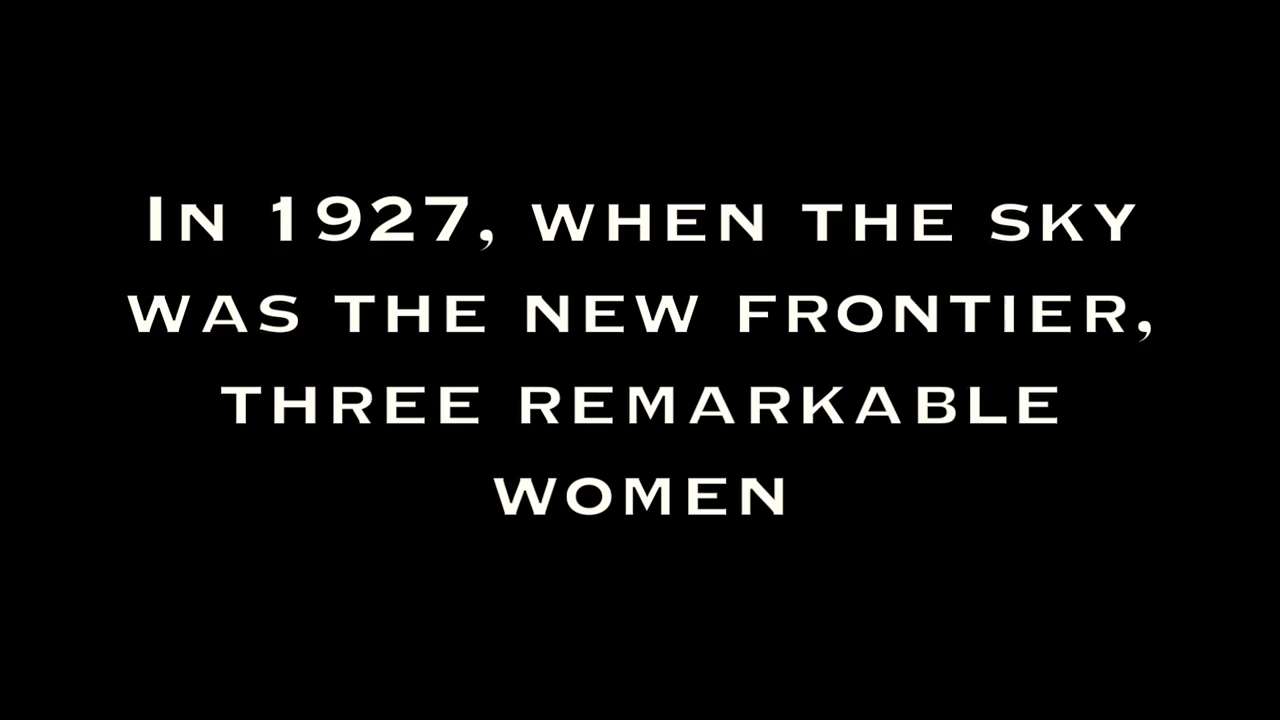 In 1927, when the sky
was the new frontier,
three remarkable
women